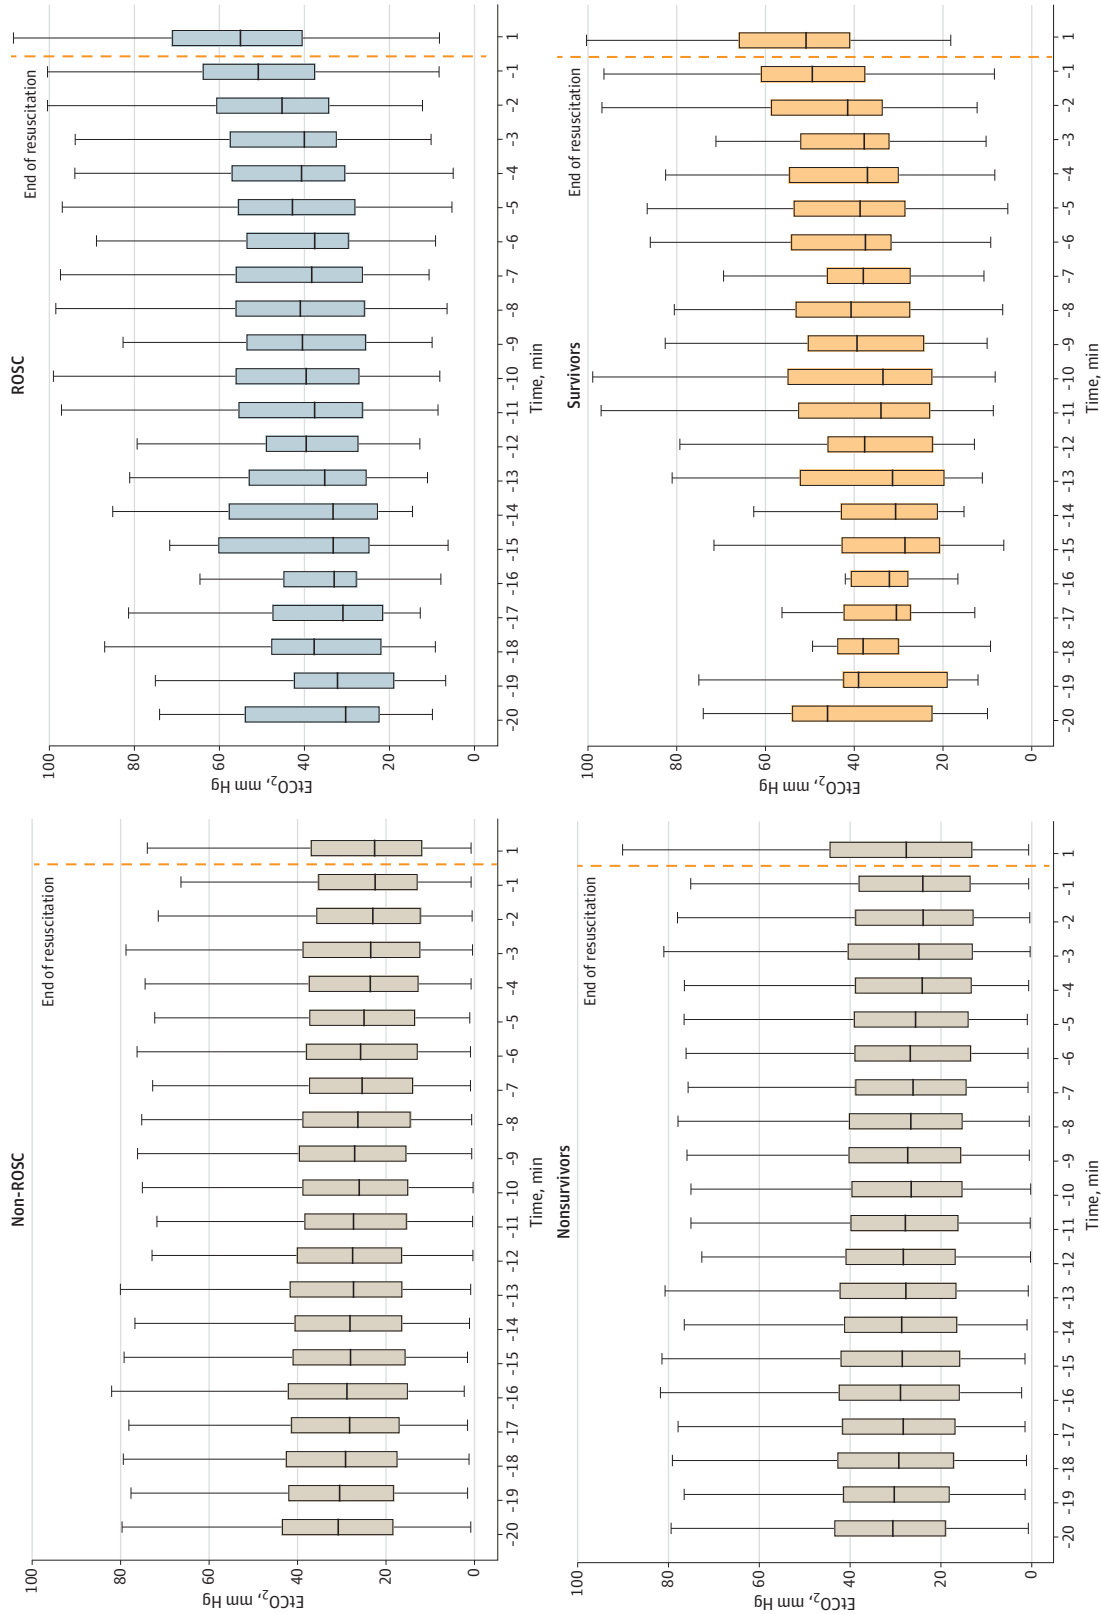 Non-ROSC
100
80
60
40
20
0
EtCO2, mm Hg
End of resuscitation
-20 -19 -18 -17 -16 -15 -14 -13 -12 -11 -10 -9 -8 -7 -6 -5 -4 -3 -2 -1 1
Time, min
ROSC
100
80
60
40
20
0
EtCO2, mm Hg
End of resuscitation
-20 -19 -18 -17 -16 -15 -14 -13 -12 -11 -10 -9 -8 -7 -6 -5 -4 -3 -2 -1 1
Time, min
Nonsurvivors
100
80
60
40
20
0
EtCO2, mm Hg
End of resuscitation
-20 -19 -18 -17 -16 -15 -14 -13 -12 -11 -10 -9 -8 -7 -6 -5 -4 -3 -2 -1 1
Time, min
Survivors
100
80
60
40
20
0
EtCO2, mm Hg
End of resuscitation
-20 -19 -18 -17 -16 -15 -14 -13 -12 -11 -10 -9 -8 -7 -6 -5 -4 -3 -2 -1 1
Time, min